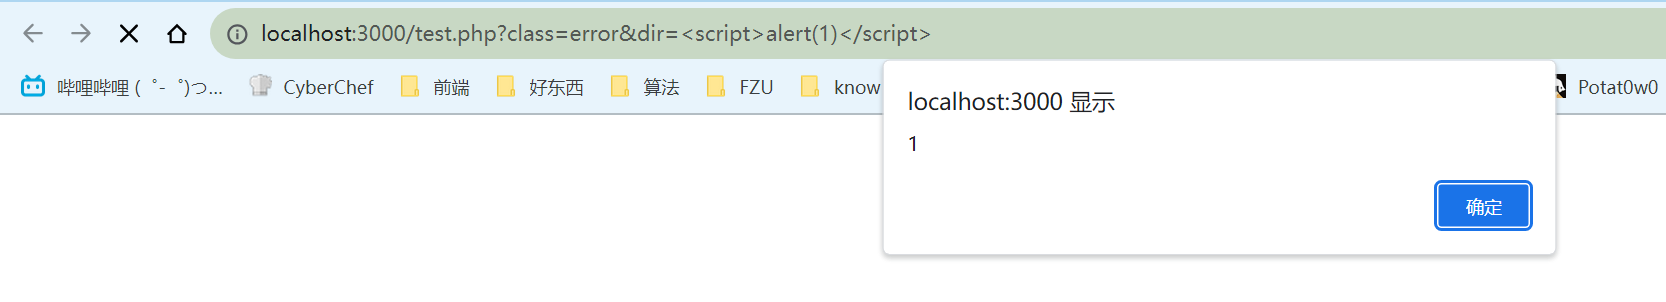 localhost:3000/test.php?class=error&dir=<script>alert(1)</script>
哔哩哔哩 (゜-゜)つ... CyberChef 前端 好东西 算法 FZU know Potat0w0
localhost:3000 显示
1
确定